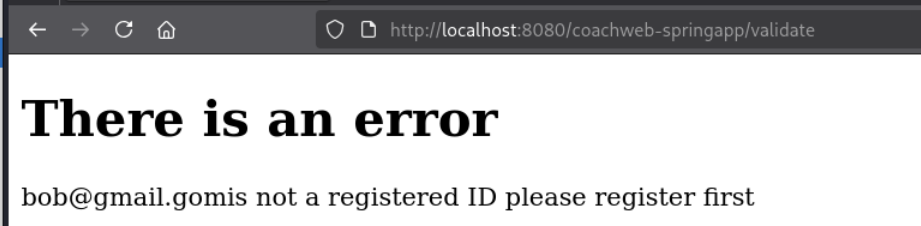 http://localhost:8080/coachweb-springapp/validate
There is an error
bob@gmail.gomis not a registered ID please register first